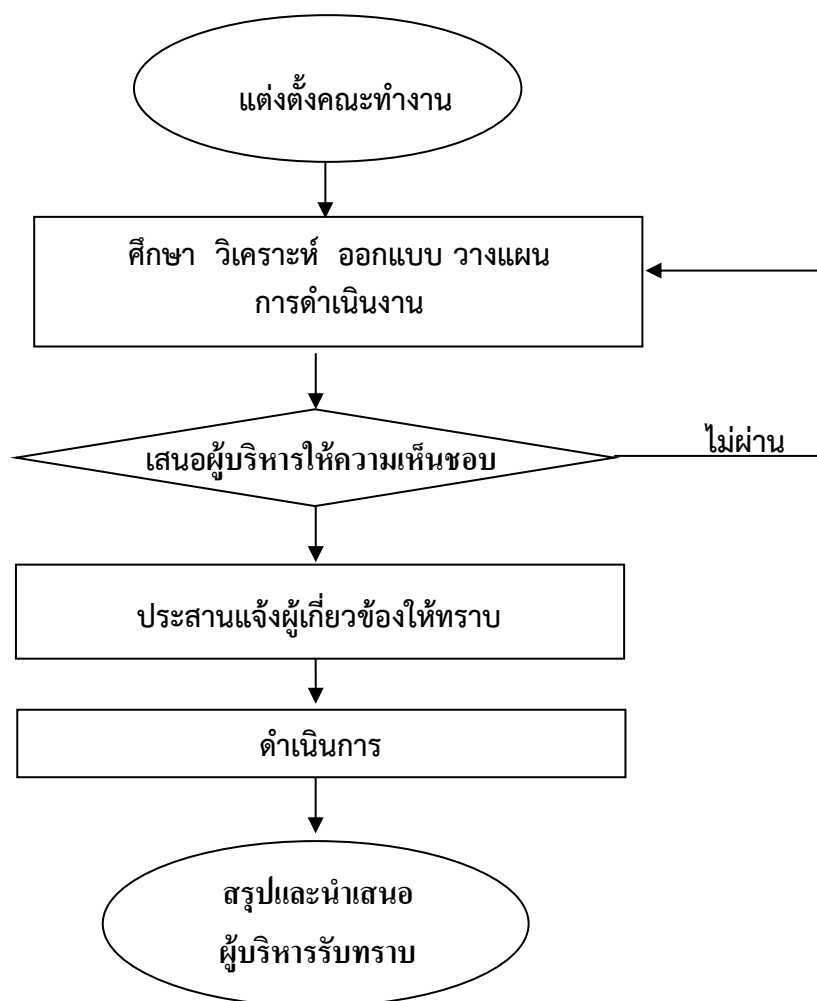 แต่งตั้งคณะทำงาน
ศึกษา วิเคราะห์ ออกแบบ วางแผน
การดำเนินงาน
เสนอผู้บริหารให้ความเห็นชอบ
ไม่ผ่าน
ประสานแจ้งผู้เกี่ยวข้องให้ทราบ
ดำเนินการ
สรุปและนำเสนอ
ผู้บริหารรับทราบ